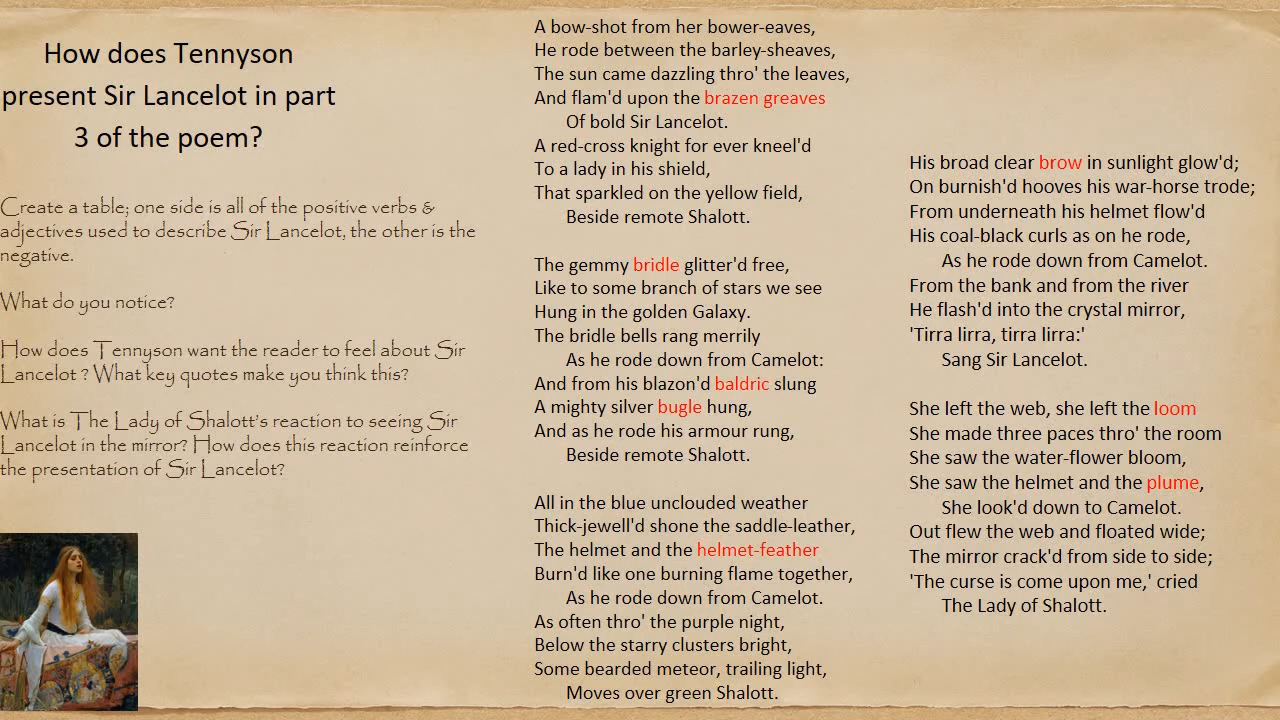 How does Tennyson
present Sir Lancelot in part
3 of the poem?
Create a table; one side is all of the positive verbs &
adjectives used to describe Sir Lancelot, the other is the
negative.
What do you notice?
How does Tennyson want the reader to feel about Sir
Lancelot ? What key quotes make you think this?
What is The Lady of Shalott's reaction to seeing Sir
Lancelot in the mirror? How does this reaction reinforce
the presentation of Sir Lancelot?
A bow-shot from her bower-eaves,
He rode between the barley-sheaves,
The sun came dazzling thro' the leaves,
And flam'd upon the brazen greaves
Of bold Sir Lancelot.
A red-cross knight for ever kneel'd
To a lady in his shield,
That sparkled on the yellow field,
Beside remote Shalott.
The gemmy bridle glitter'd free,
Like to some branch of stars we see
Hung in the golden Galaxy.
The bridle bells rang merrily
As he rode down from Camelot:
And from his blazon'd baldric slung
A mighty silver bugle hung,
And as he rode his armour rung,
Beside remote Shalott.
All in the blue unclouded weather
Thick-jewell'd shone the saddle-leather,
The helmet and the helmet-feather
Burn'd like one burning flame together,
As he rode down from Camelot.
As often thro' the purple night,
Below the starry clusters bright,
Some bearded meteor, trailing light,
Moves over green Shalott.
His broad clear brow in sunlight glow'd;
On burnish'd hooves his war-horse trode;
From underneath his helmet flow'd
His coal-black curls as on he rode,
As he rode down from Camelot.
From the bank and from the river
He flash'd into the crystal mirror,
'Tirra lirra, tirra lirra:'
Sang Sir Lancelot.
She left the web, she left the loom
She made three paces thro' the room
She saw the water-flower bloom,
She saw the helmet and the plume,
She look'd down to Camelot.
Out flew the web and floated wide;
The mirror crack'd from side to side;
'The curse is come upon me,' cried
The Lady of Shalott.